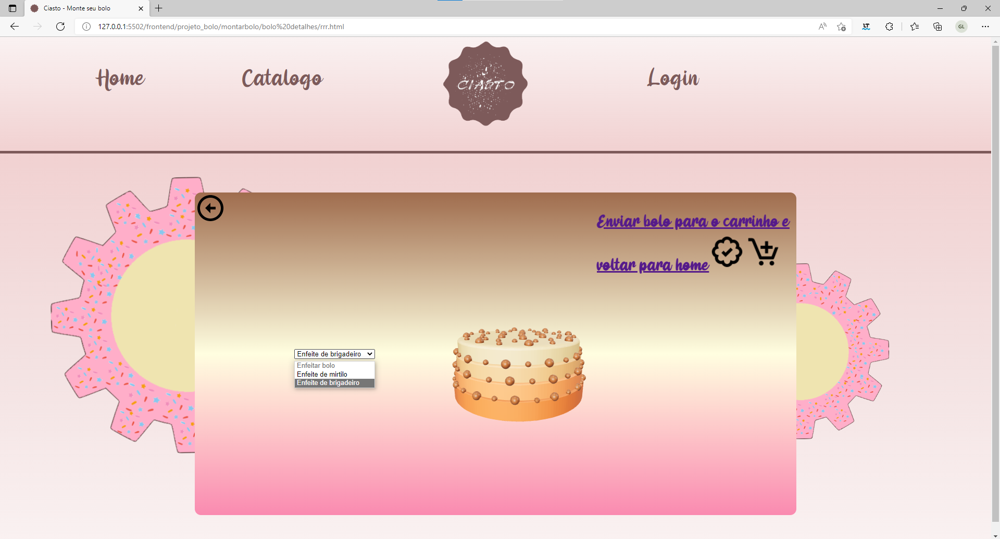 Ciasto - Monte seu bolo
127.0.0.1:5502/frontend/projeto_bolo/montarbolo/bolo%20detalhes/rrr.html
LT
GL
Home
Catalogo
CIASTO
Login
Enviar bolo para o carrinho e
voltar para home
Enfeite de brigadeiro
Enfeitar bolo
Enfeite de mirtilo
Enfeite de brigadeiro